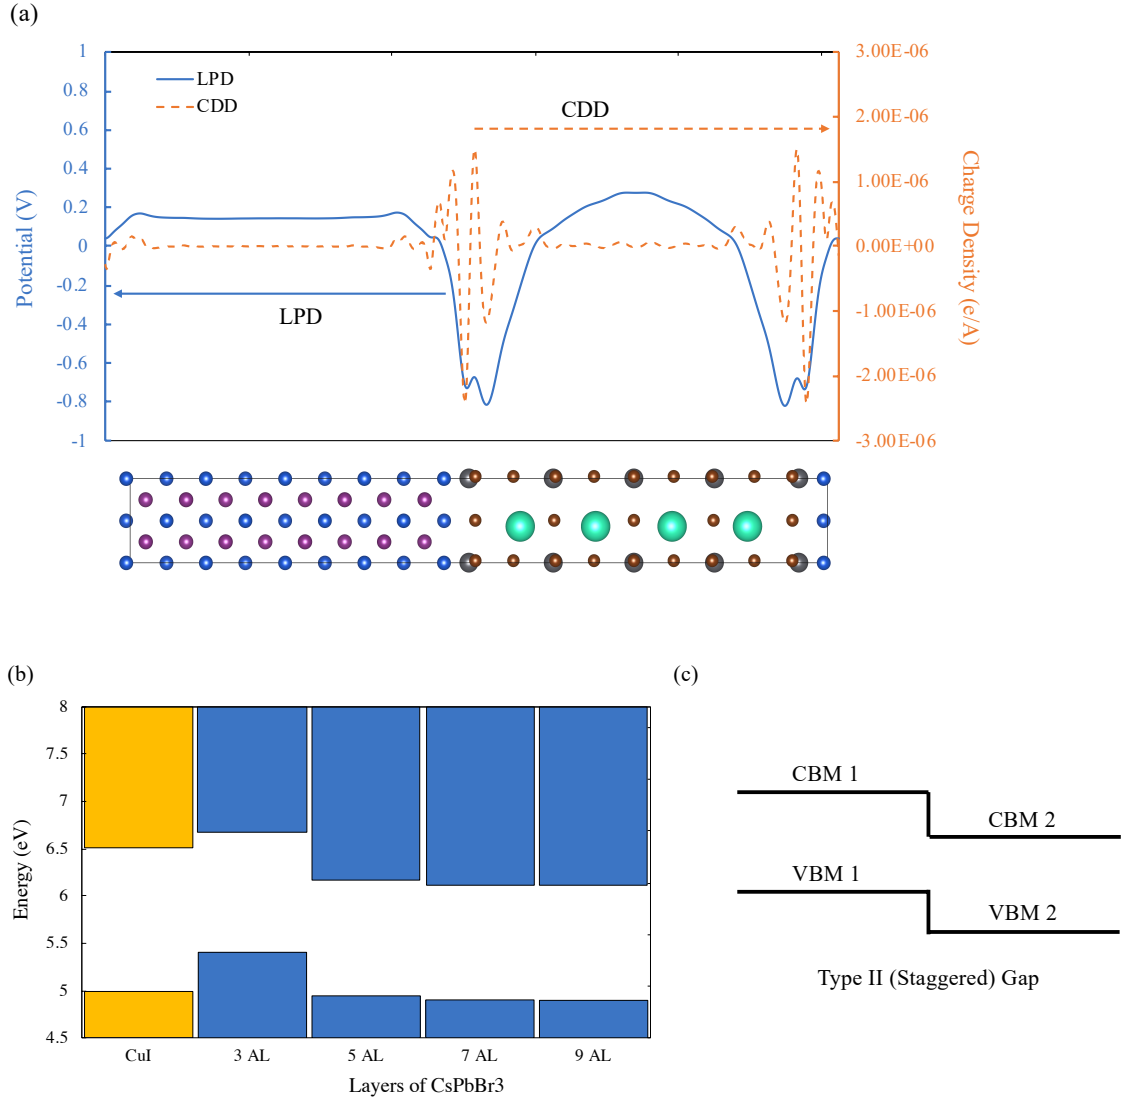 (a)
1
0.8
0.6
0.4
0.2
0
-0.2
-0.4
-0.6
-0.8
-1
Potential (V)
LPD
CDD
CDD
LPD
3.00E-06
2.00E-06
1.00E-06
0.00E+00
-1.00E-06
-2.00E-06
-3.00E-06
Charge Density (e/A)
(b)
8
7.5
7
6.5
6
5.5
5
4.5
Energy (eV)
CuI
3 AL
5 AL
7 AL
9 AL
Layers of CsPbBr3
(c)
CBM 1
CBM 2
VBM 1
VBM 2
Type II (Staggered) Gap